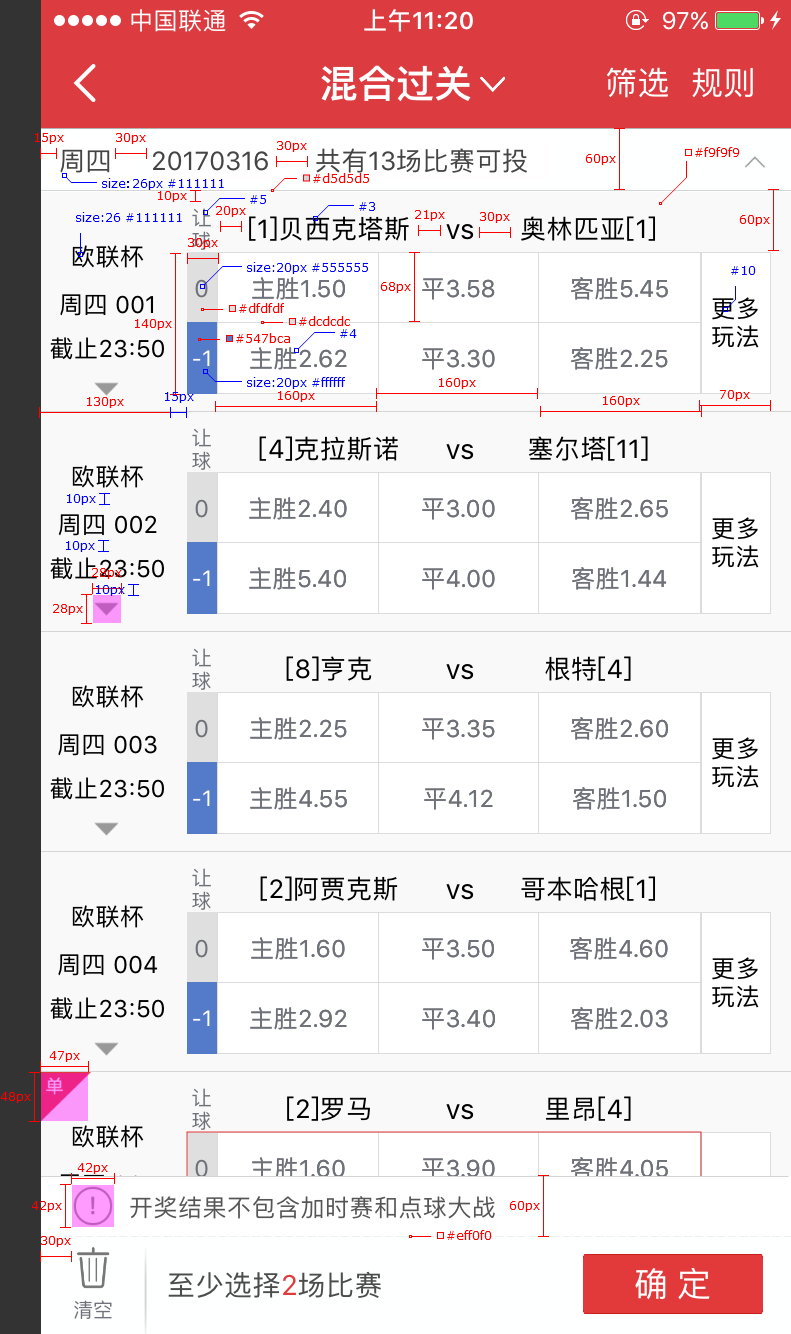 中国联通 上午11:20 97%
混合过关 筛选 规则
15px 30px 30px 60px #f9f9f9
周四 20170316 共有13场比赛可投
size:26px #111111 #d5d5d5
10px #5 #3 20px 21px 30px 60px
size:26 #111111
让球 [1]贝西克塔斯 vs 奥林匹亚[1]
30px
欧联杯
size:20px #555555 #10
0 主胜1.50 68px 平3.58 客胜5.45 更多玩法
周四 001
#dfdfdf
140px #dcdcdc
#547bca #4
截止23:50
-1 主胜2.62 平3.30 客胜2.25
size:20px #ffffff
130px 15px 160px 160px 160px 70px
让球 [4]克拉斯诺 vs 塞尔塔[11]
欧联杯
10px
0 主胜2.40 平3.00 客胜2.65 更多玩法
周四 002
10px
截止23:50
-1 主胜5.40 平4.00 客胜1.44
28px
10px
28px
让球 [8]亨克 vs 根特[4]
欧联杯
0 主胜2.25 平3.35 客胜2.60 更多玩法
周四 003
截止23:50
-1 主胜4.55 平4.12 客胜1.50
让球 [2]阿贾克斯 vs 哥本哈根[1]
欧联杯
0 主胜1.60 平3.50 客胜4.60 更多玩法
周四 004
截止23:50
-1 主胜2.92 平3.40 客胜2.03
47px
48px 单
让球 [2]罗马 vs 里昂[4]
欧联杯
0 主胜1.60 平3.90 客胜4.05
42px
42px ! 开奖结果不包含加时赛和点球大战 60px
30px #eff0f0
清空 至少选择2场比赛 确 定